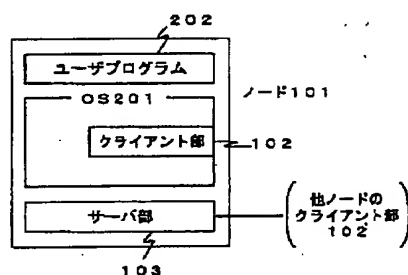 202
ユーザプログラム
OS201
ノード101
クライアント部
102
サーバ部
他ノードの
クライアント部
102
103